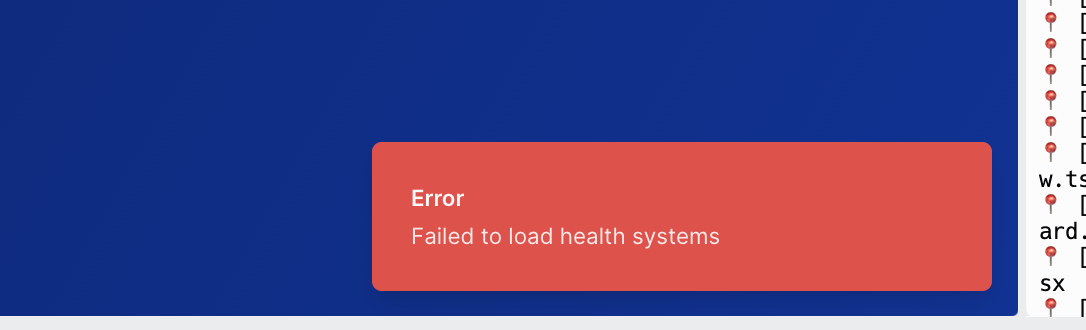 Error
Failed to load health systems
[
[
[
[
[
[
w.ts
[
ard.
[
sx
[